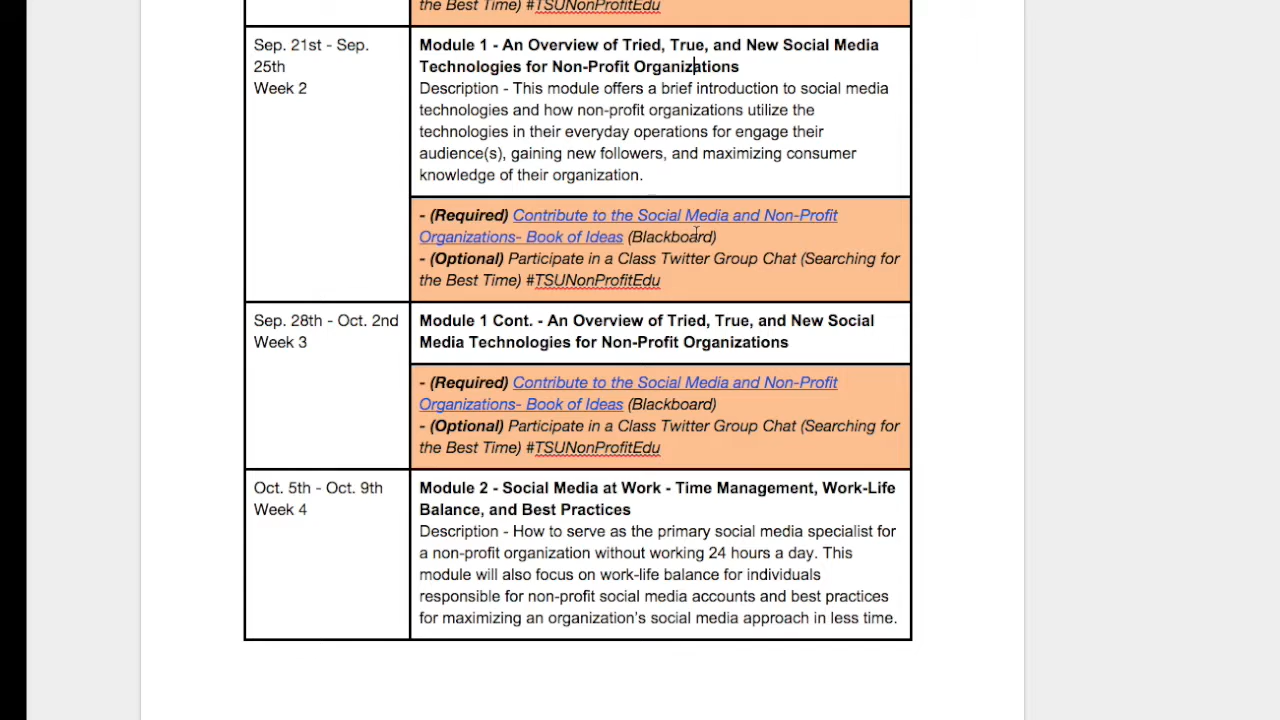 the Best Time) #TSUNonProfitEdu
Sep. 21st - Sep.
25th
Week 2
Module 1 - An Overview of Tried, True, and New Social Media
Technologies for Non-Profit Organizations
Description - This module offers a brief introduction to social media
technologies and how non-profit organizations utilize the
technologies in their everyday operations for engage their
audience(s), gaining new followers, and maximizing consumer
knowledge of their organization.
- (Required) Contribute to the Social Media and Non-Profit
Organizations- Book of Ideas (Blackboard)
- (Optional) Participate in a Class Twitter Group Chat (Searching for
the Best Time) #TSUNonProfitEdu
Sep. 28th - Oct. 2nd
Week 3
Module 1 Cont. - An Overview of Tried, True, and New Social
Media Technologies for Non-Profit Organizations
- (Required) Contribute to the Social Media and Non-Profit
Organizations- Book of Ideas (Blackboard)
- (Optional) Participate in a Class Twitter Group Chat (Searching for
the Best Time) #TSUNonProfitEdu
Oct. 5th - Oct. 9th
Week 4
Module 2 - Social Media at Work - Time Management, Work-Life
Balance, and Best Practices
Description - How to serve as the primary social media specialist for
a non-profit organization without working 24 hours a day. This
module will also focus on work-life balance for individuals
responsible for non-profit social media accounts and best practices
for maximizing an organization's social media approach in less time.